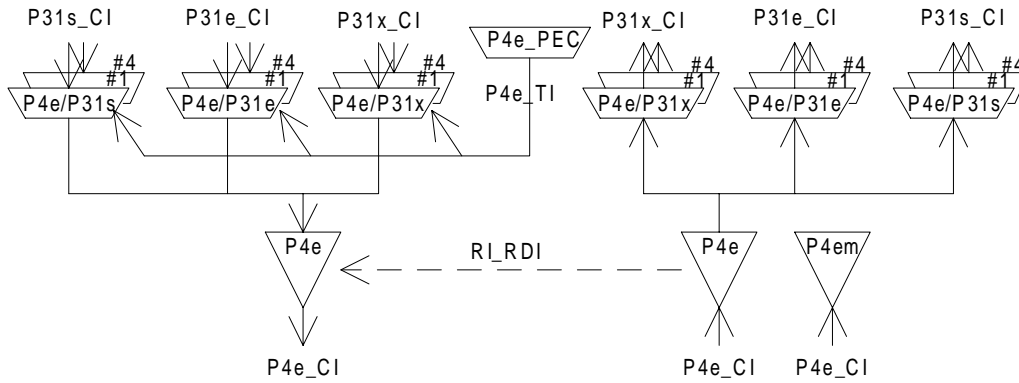 P31s_CI P31e_CI P31x_CI P31x_CI P31e_CI P31s_CI
P4e_PEC
#4 #4 #4 #4 #4 #4
#1 #1 #1 #1 #1 #1
P4e/P31s P4e/P31e P4e/P31x P4e_TI P4e/P31x P4e/P31e P4e/P31s
P4e RI_RDI P4e P4em
P4e_CI P4e_CI P4e_CI